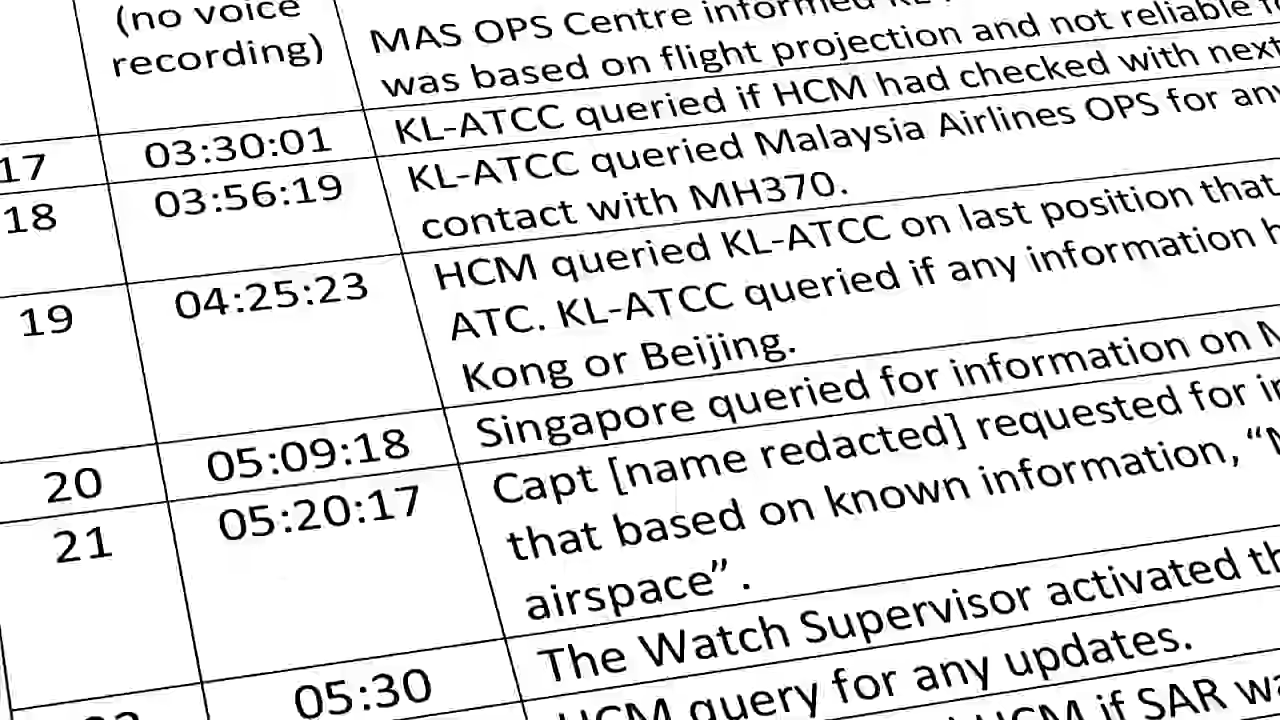 (no voice
recording)
MAS OPS Centre informed
was based on flight projection and not reliable
17 03:30:01 KL-ATCC queried if HCM had checked with next
18 03:56:19 KL-ATCC queried Malaysia Airlines OPS for any
contact with MH370.
19 04:25:23 HCM queried KL-ATCC on last position that
ATC. KL-ATCC queried if any information
Kong or Beijing.
20 05:09:18 Singapore queried for information on
21 05:20:17 Capt [name redacted] requested for
that based on known information, “
airspace”.
05:30 The Watch Supervisor activated
HCM query for any updates.
HCM if SAR